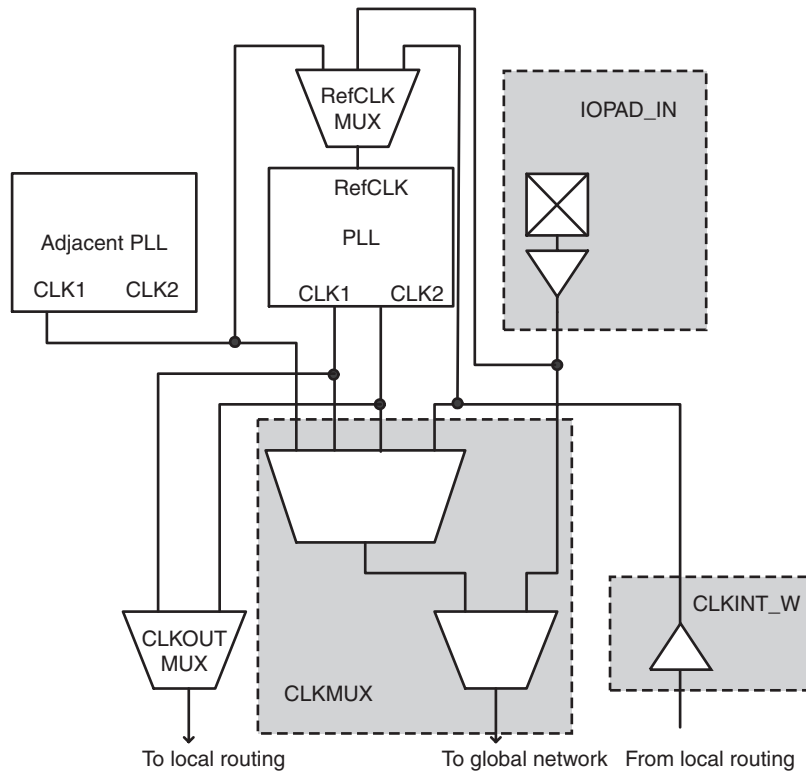 RefCLK
MUX
IOPAD_IN
RefCLK
PLL
CLK1 CLK2
Adjacent PLL
CLK1 CLK2
CLKINT_W
CLKOUT
MUX
CLKMUX
To local routing
To global network
From local routing